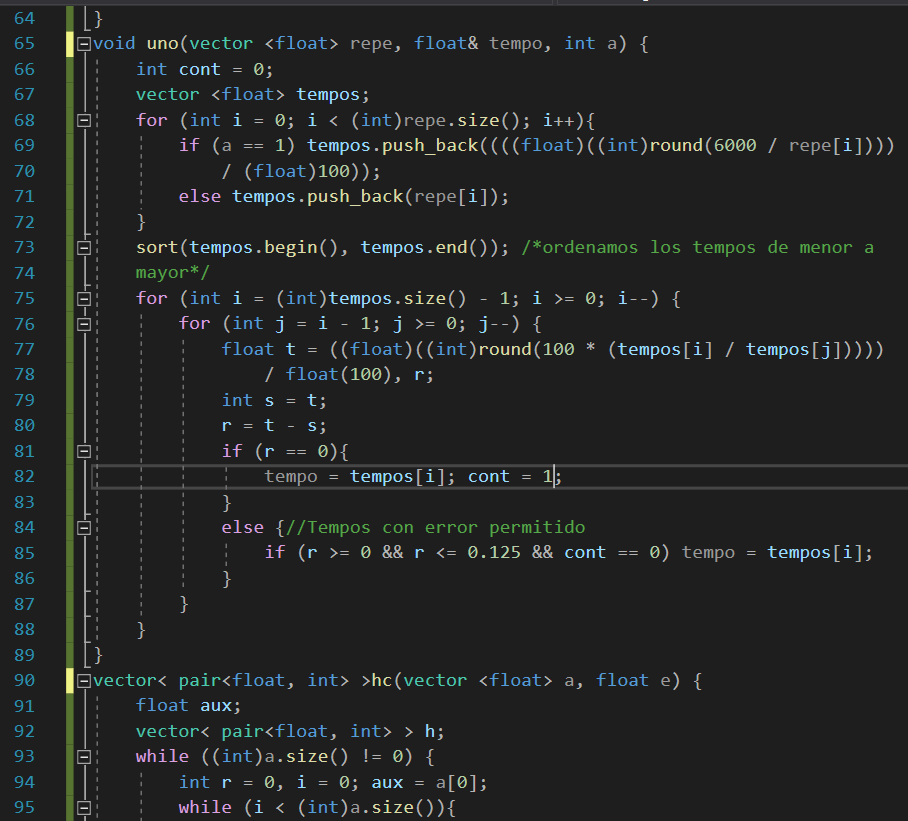 64 }
65 void uno(vector <float> repe, float& tempo, int a) {
66 int cont = 0;
67 vector <float> tempos;
68 for (int i = 0; i < (int)repe.size(); i++){
69 if (a == 1) tempos.push_back((((float)((int)round(6000 / repe[i])))
70 / (float)100));
71 else tempos.push_back(repe[i]);
72 }
73 sort(tempos.begin(), tempos.end()); /*ordenamos los tempos de menor a
74 mayor*/
75 for (int i = (int)tempos.size() - 1; i >= 0; i--) {
76 for (int j = i - 1; j >= 0; j--) {
77 float t = ((float)((int)round(100 * (tempos[i] / tempos[j]))))
78 / float(100), r;
79 int s = t;
80 r = t - s;
81 if (r == 0){
82 tempo = tempos[i]; cont = 1;
83 }
84 else {//Tempos con error permitido
85 if (r >= 0 && r <= 0.125 && cont == 0) tempo = tempos[i];
86 }
87 }
88 }
89 }
90 vector< pair<float, int> >hc(vector <float> a, float e) {
91 float aux;
92 vector< pair<float, int> > h;
93 while ((int)a.size() != 0) {
94 int r = 0, i = 0; aux = a[0];
95 while (i < (int)a.size()){